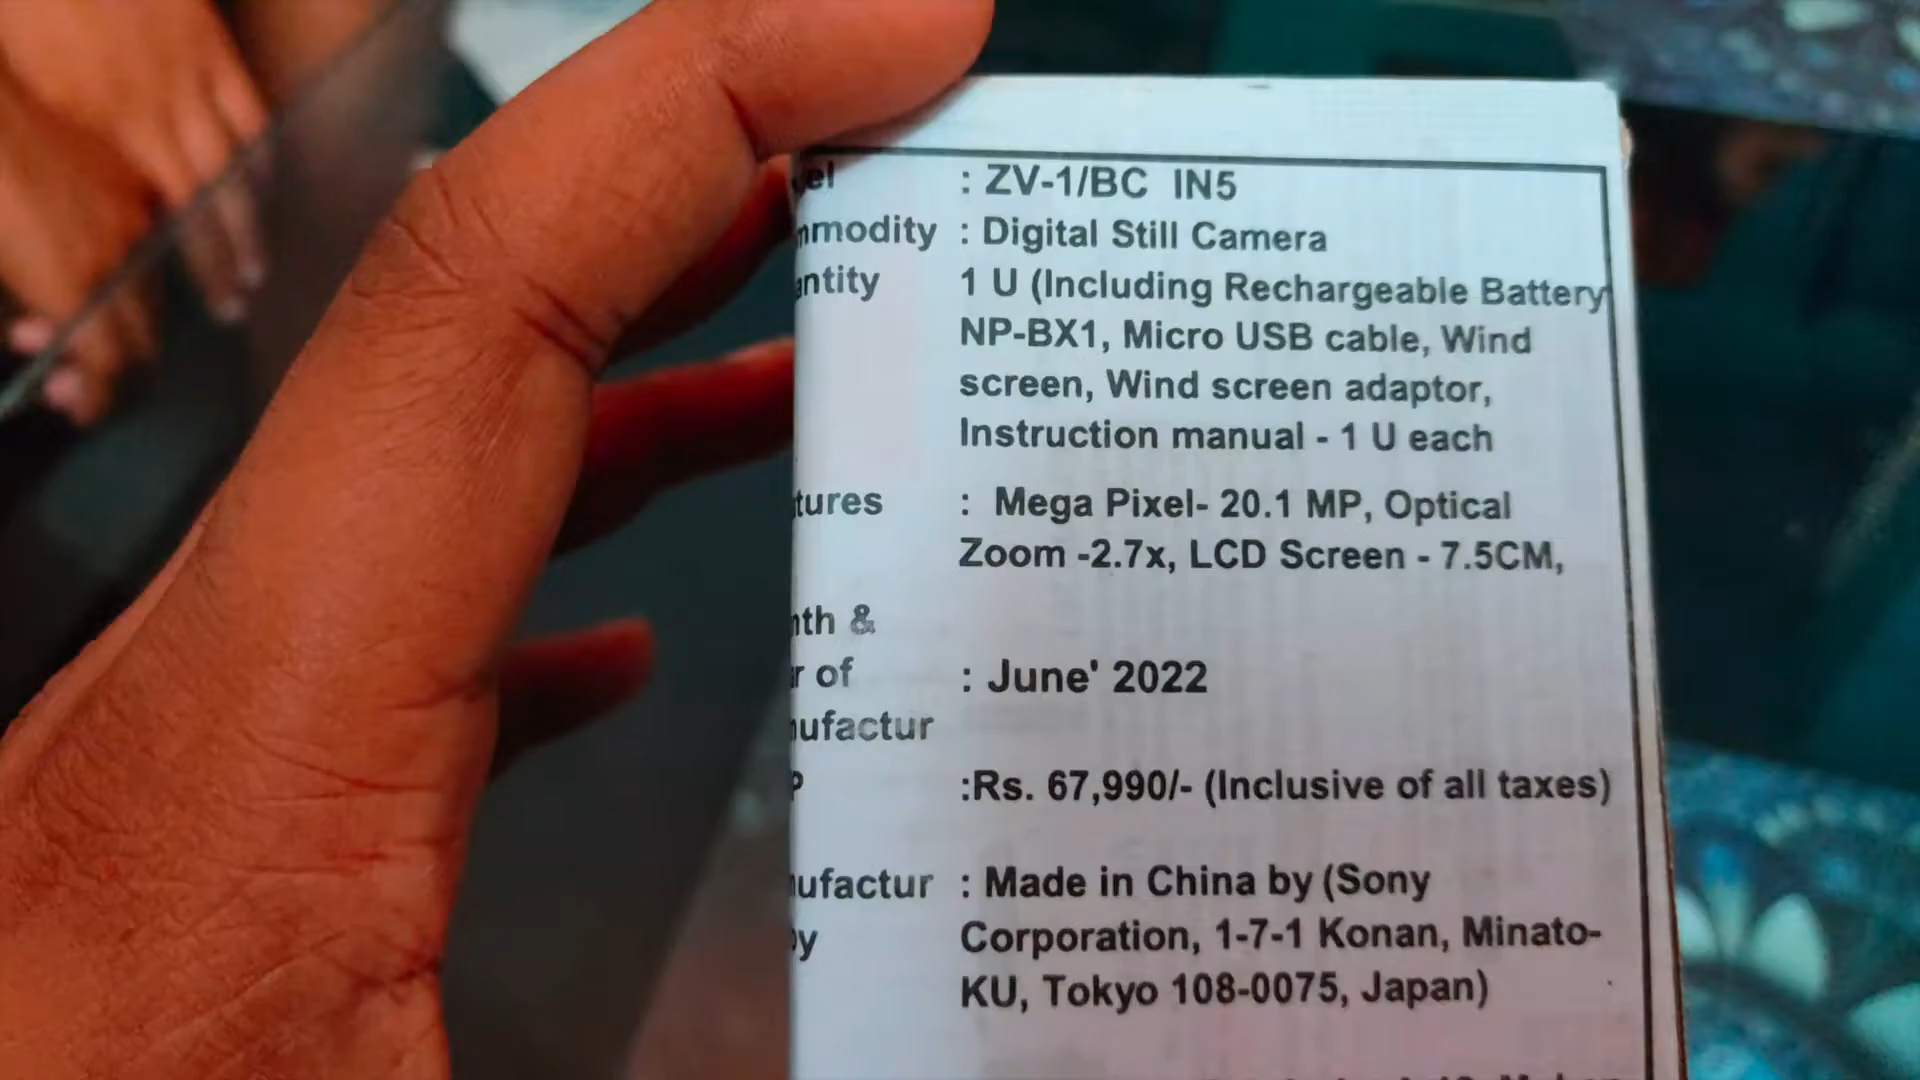 : ZV-1/BC IN5
mmodity : Digital Still Camera
antity 1 U (Including Rechargeable Battery
NP-BX1, Micro USB cable, Wind
screen, Wind screen adaptor,
Instruction manual - 1 U each
tures : Mega Pixel- 20.1 MP, Optical
Zoom -2.7x, LCD Screen - 7.5CM,
nth &
r of : June' 2022
nufactur
P :Rs. 67,990/- (Inclusive of all taxes)
nufactur : Made in China by (Sony
by Corporation, 1-7-1 Konan, Minato-
KU, Tokyo 108-0075, Japan)